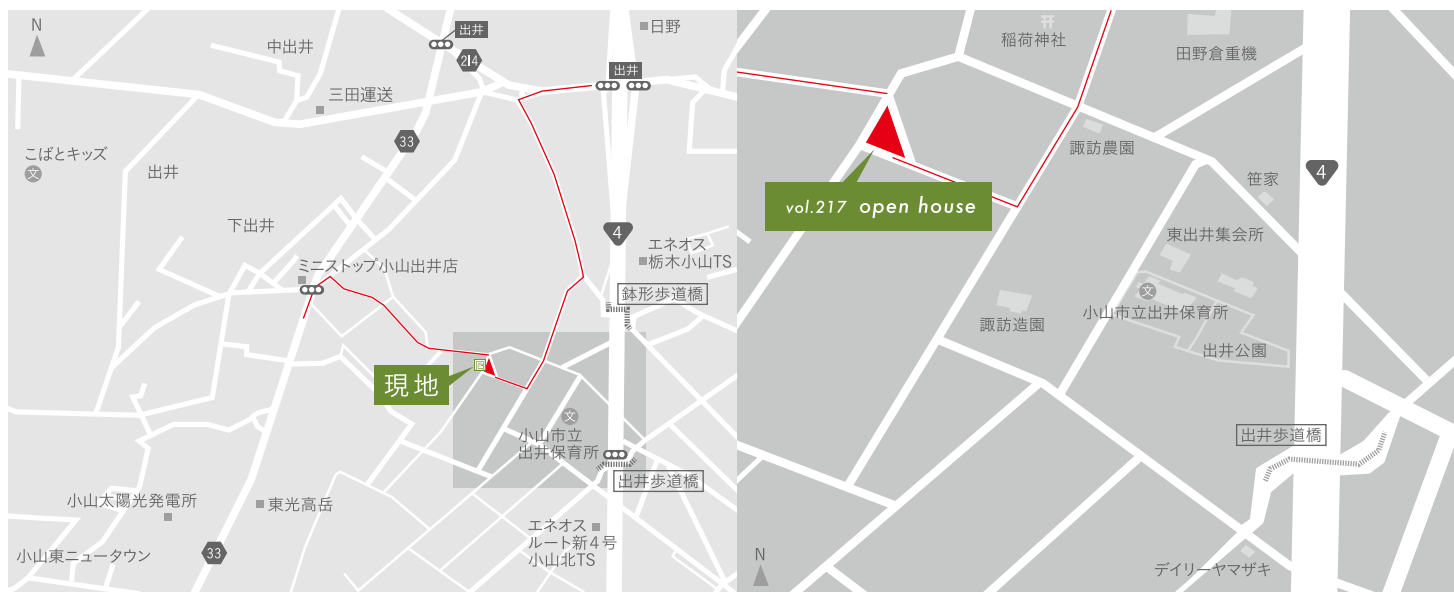 N
出井
日野
中出井
214
出井
三田運送
33
こばとキッズ
文
出井
下出井
4
エネオス
栃木小山TS
ミニストップ小山出井店
鉢形歩道橋
現地
文
小山市立
出井保育所
出井歩道橋
小山太陽光発電所
東光高岳
エネオス
ルート新4号
小山北TS
小山東ニュータウン
33
稲荷神社
田野倉重機
諏訪農園
4
笹家
vol.217 open house
東出井集会所
文
小山市立出井保育所
諏訪造園
出井公園
出井歩道橋
N
デイリーヤマザキ